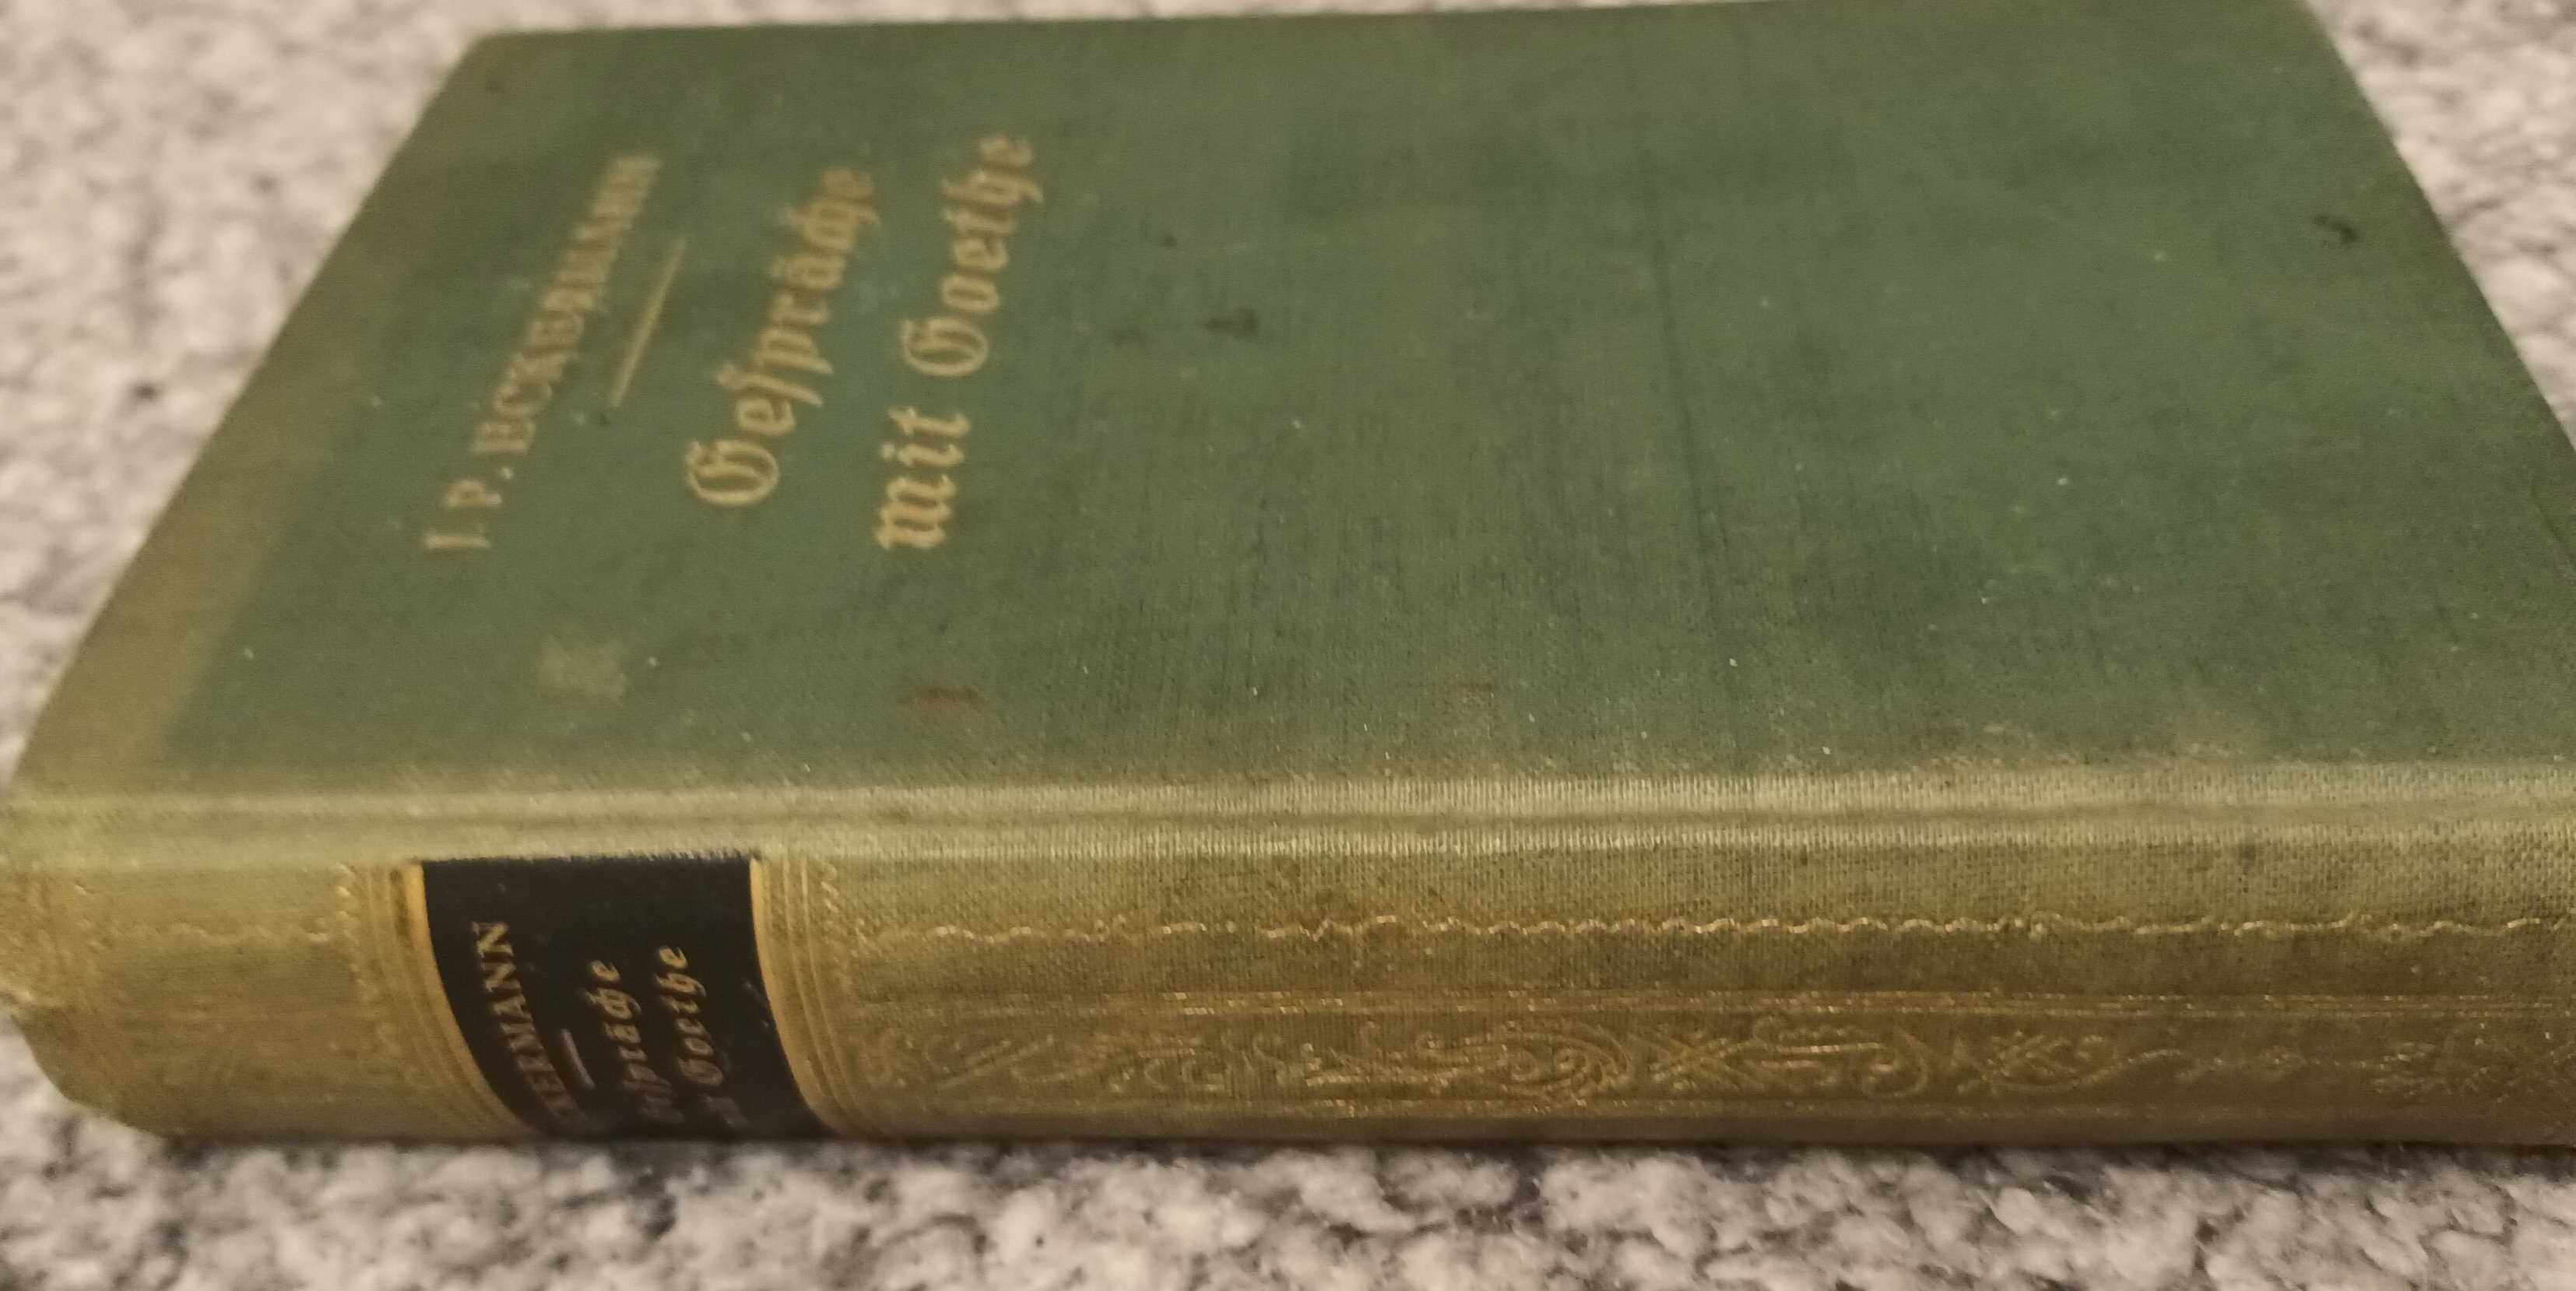 J. P. ECKERMANN
Gespräche
mit Goethe
ECKERMANN
Gespräche
mit Goethe